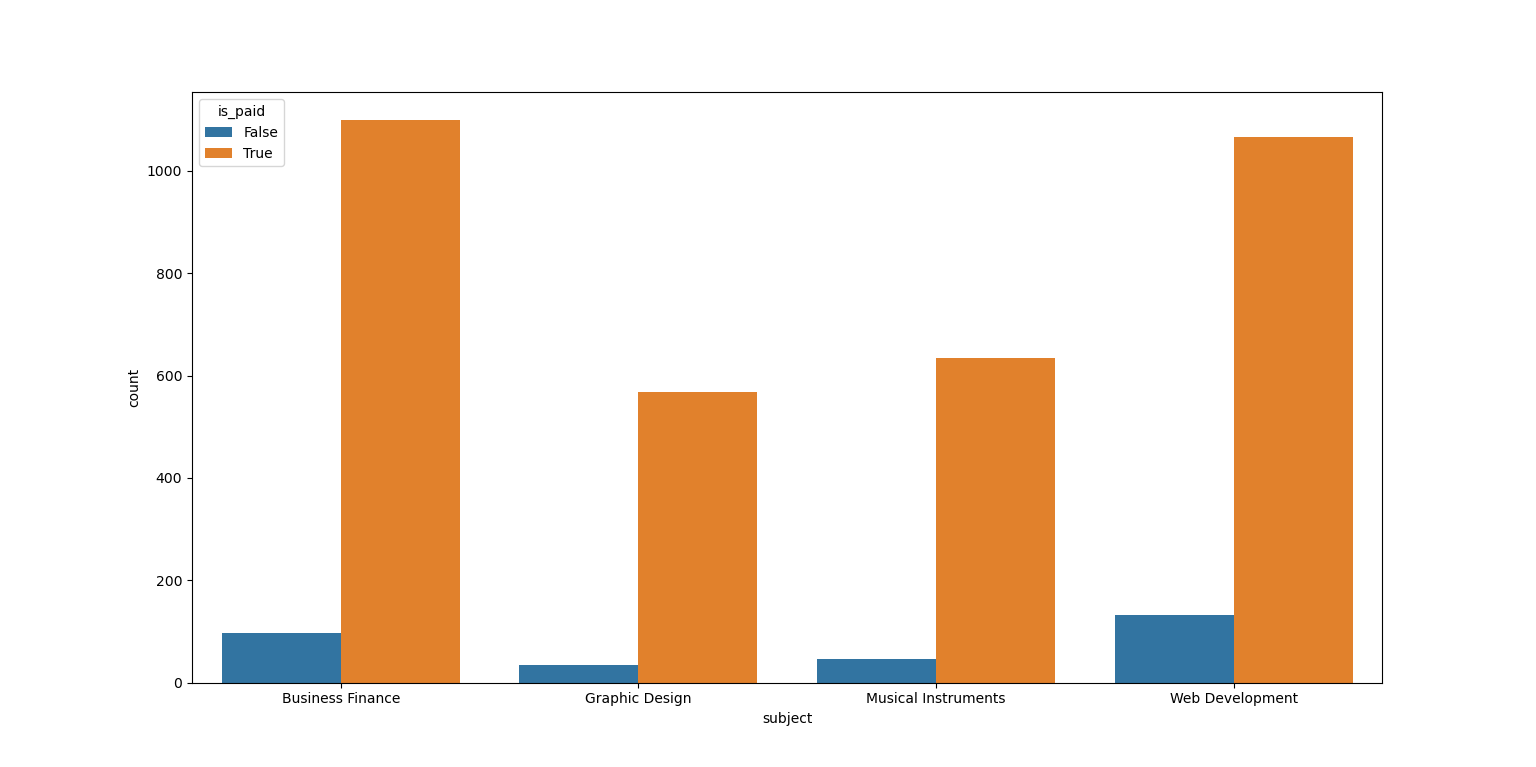 is_paid
False
True
1000
800
600
400
200
0
count
Business Finance
Graphic Design
Musical Instruments
Web Development
subject